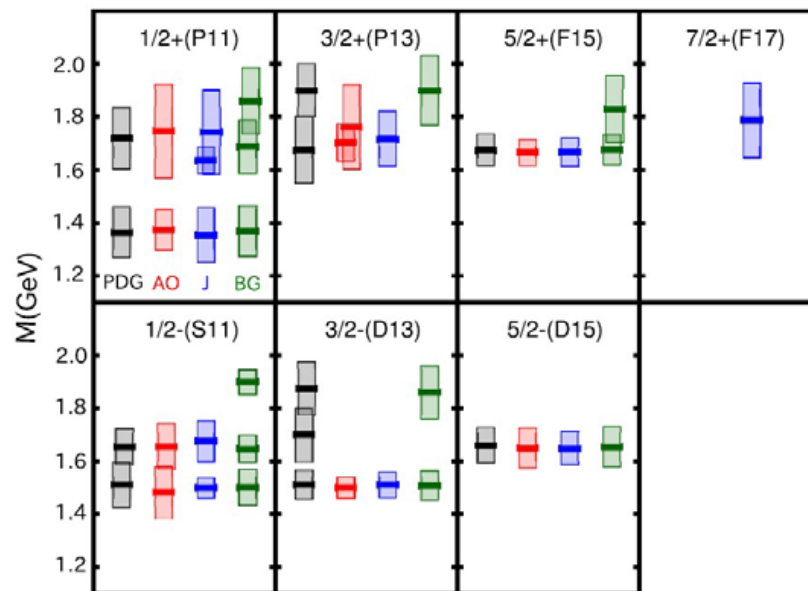 1/2+(P11) 3/2+(P13) 5/2+(F15) 7/2+(F17)
2.0
1.8
1.6
1.4
1.2
PDG AO J BG
M(GeV)
1/2-(S11) 3/2-(D13) 5/2-(D15)
2.0
1.8
1.6
1.4
1.2